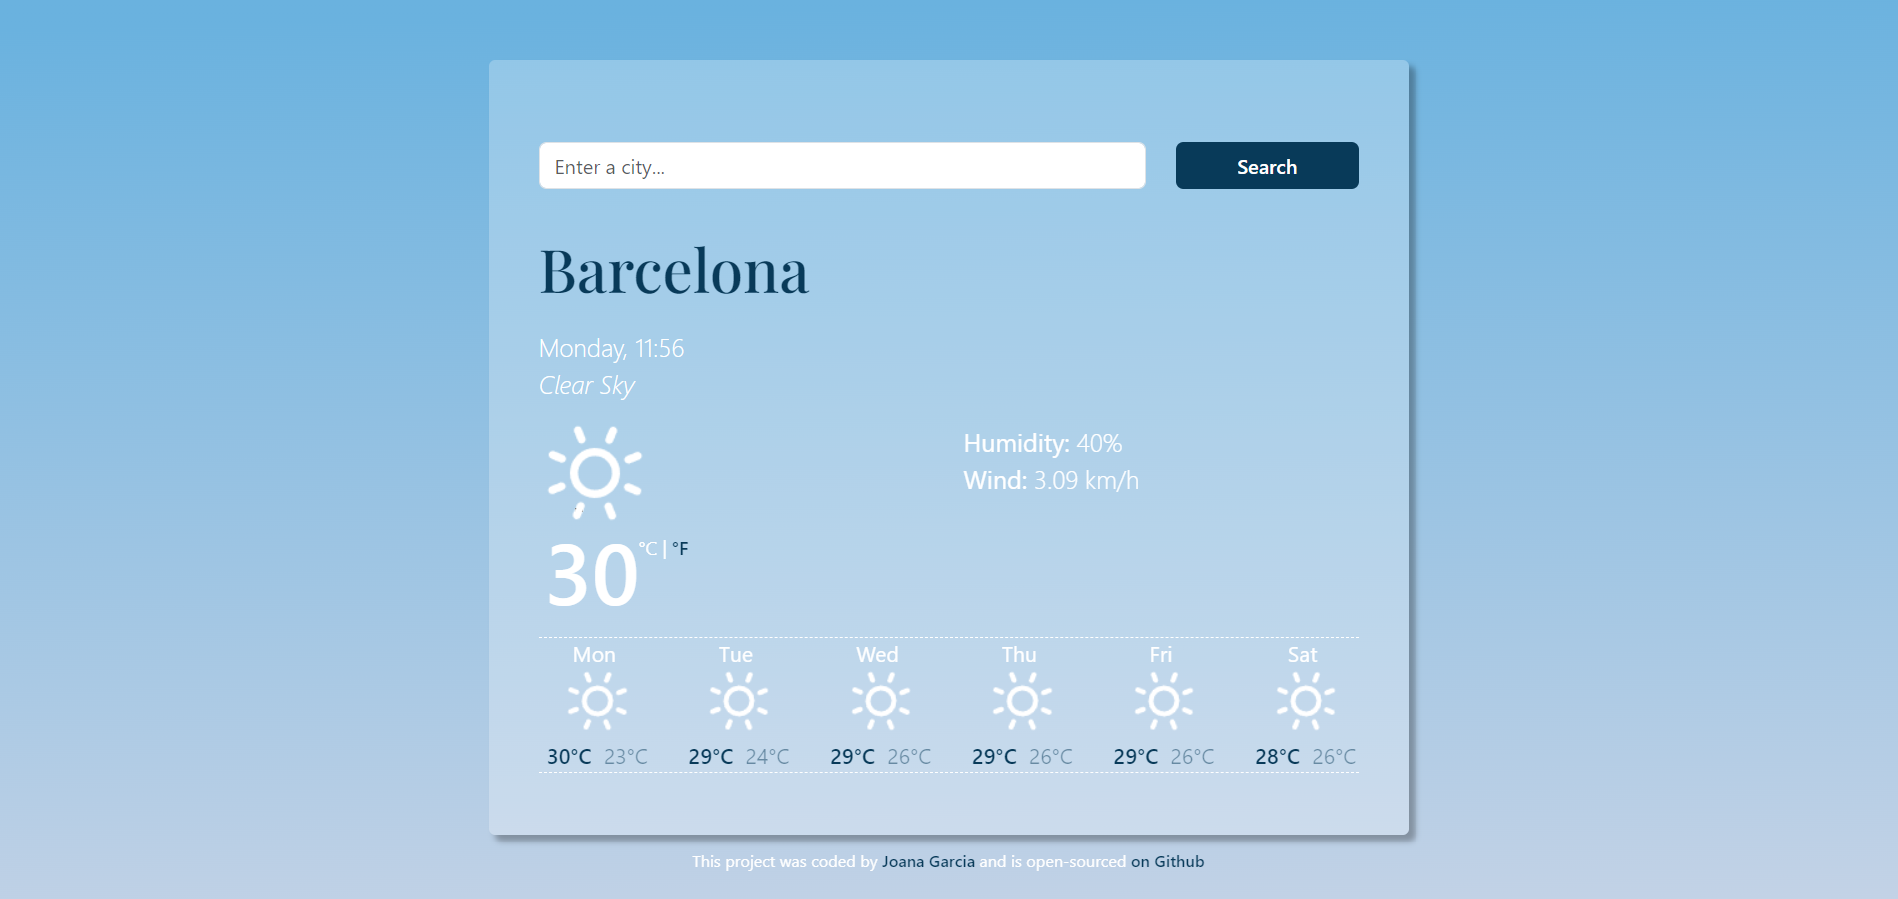 Enter a city...
Search
Barcelona
Monday, 11:56
Clear Sky
Humidity: 40%
Wind: 3.09 km/h
30 °C | °F
Mon Tue Wed Thu Fri Sat
30°C 23°C 29°C 24°C 29°C 26°C 29°C 26°C 29°C 26°C 28°C 26°C
This project was coded by Joana Garcia and is open-sourced on Github